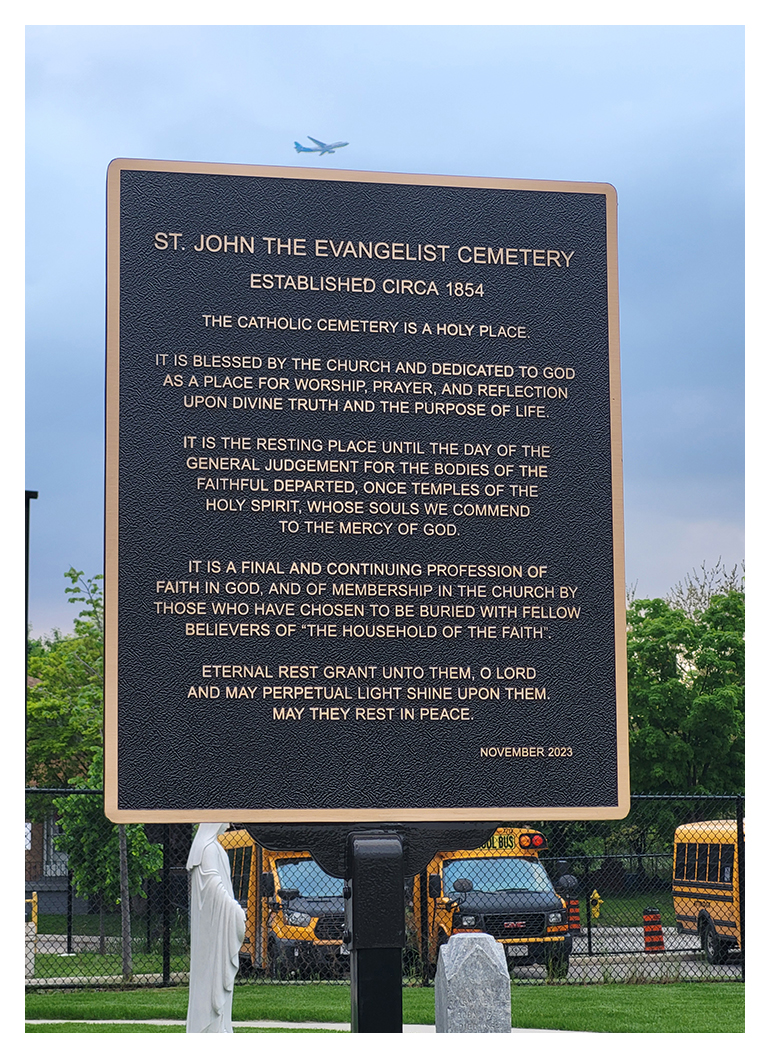 ST. JOHN THE EVANGELIST CEMETERY
ESTABLISHED CIRCA 1854
THE CATHOLIC CEMETERY IS A HOLY PLACE.
IT IS BLESSED BY THE CHURCH AND DEDICATED TO GOD
AS A PLACE FOR WORSHIP, PRAYER, AND REFLECTION
UPON DIVINE TRUTH AND THE PURPOSE OF LIFE.
IT IS THE RESTING PLACE UNTIL THE DAY OF THE
GENERAL JUDGEMENT FOR THE BODIES OF THE
FAITHFUL DEPARTED, ONCE TEMPLES OF THE
HOLY SPIRIT, WHOSE SOULS WE COMMEND
TO THE MERCY OF GOD.
IT IS A FINAL AND CONTINUING PROFESSION OF
FAITH IN GOD, AND OF MEMBERSHIP IN THE CHURCH BY
THOSE WHO HAVE CHOSEN TO BE BURIED WITH FELLOW
BELIEVERS OF “THE HOUSEHOLD OF THE FAITH”.
ETERNAL REST GRANT UNTO THEM, O LORD
AND MAY PERPETUAL LIGHT SHINE UPON THEM.
MAY THEY REST IN PEACE.
NOVEMBER 2023
OOL BUS
GMC